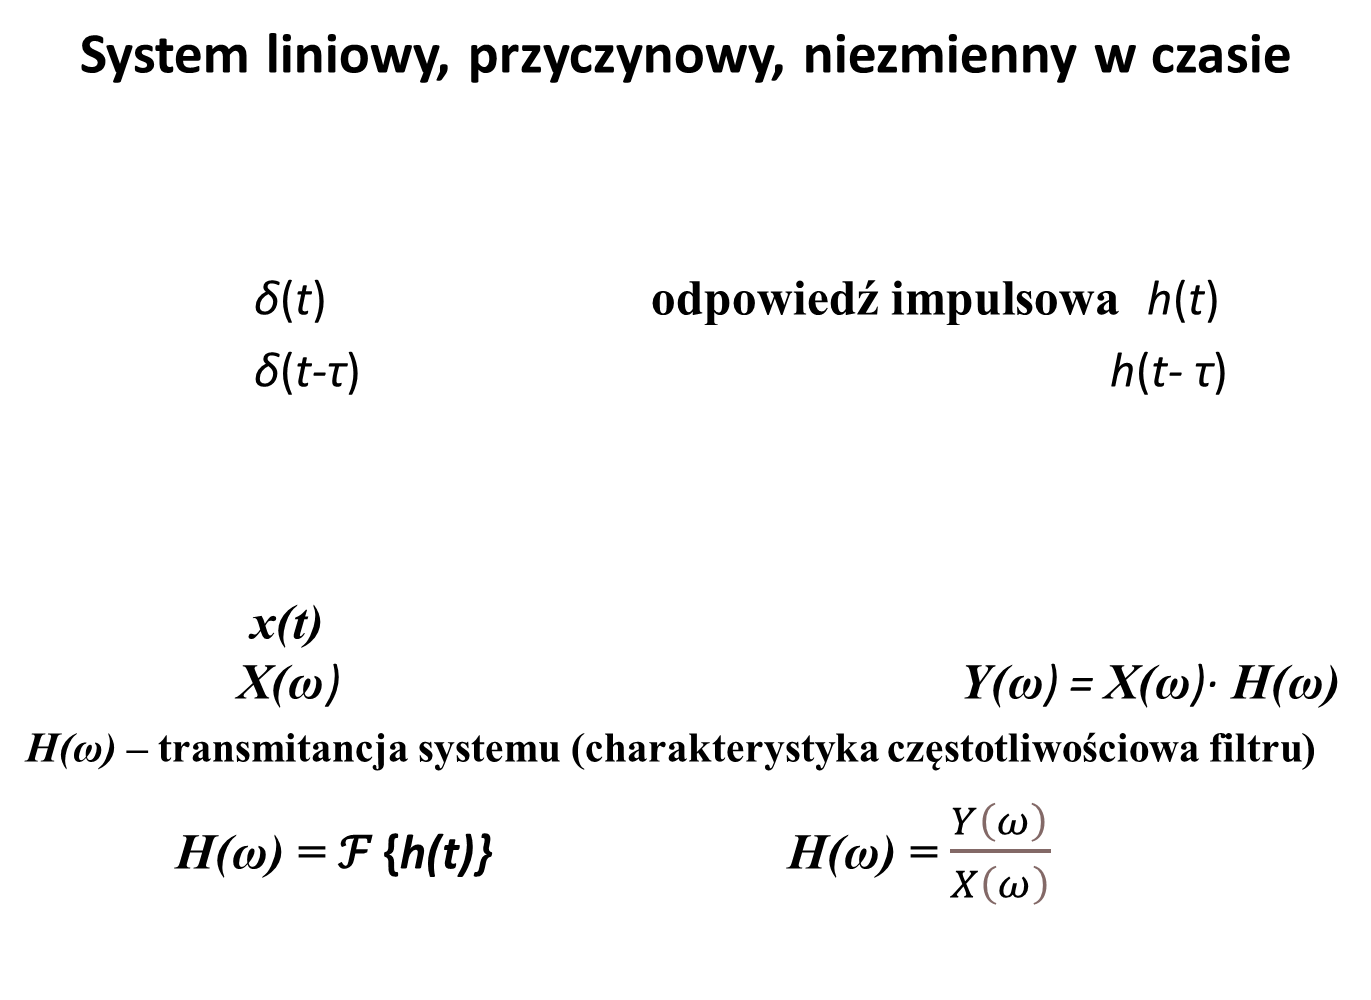 System liniowy, przyczynowy, niezmienny w czasie
δ(t) odpowiedź impulsowa h(t)
δ(t-τ) h(t- τ)
x(t)
X(ω) Y(ω) = X(ω)· H(ω)
H(ω) – transmitancja systemu (charakterystyka częstotliwościowa filtru)
H(ω) = ℱ {h(t)} H(ω) = Y(ω)/X(ω)